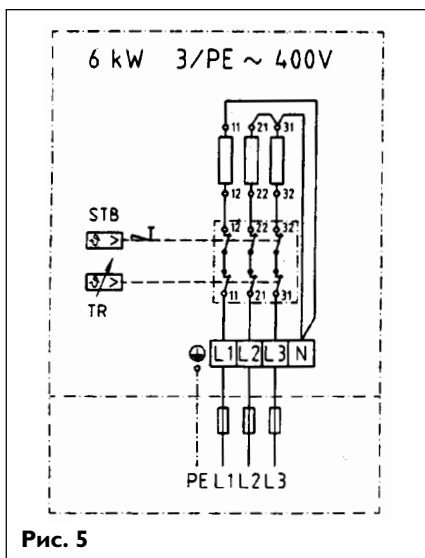 6 kW 3/PE ~ 400V
11 21 31
12 22 32
STB
12 22 32
ϑ >
ϑ >
11 21 31
TR
L1 L2 L3 N
PE L1 L2 L3
Рис. 5